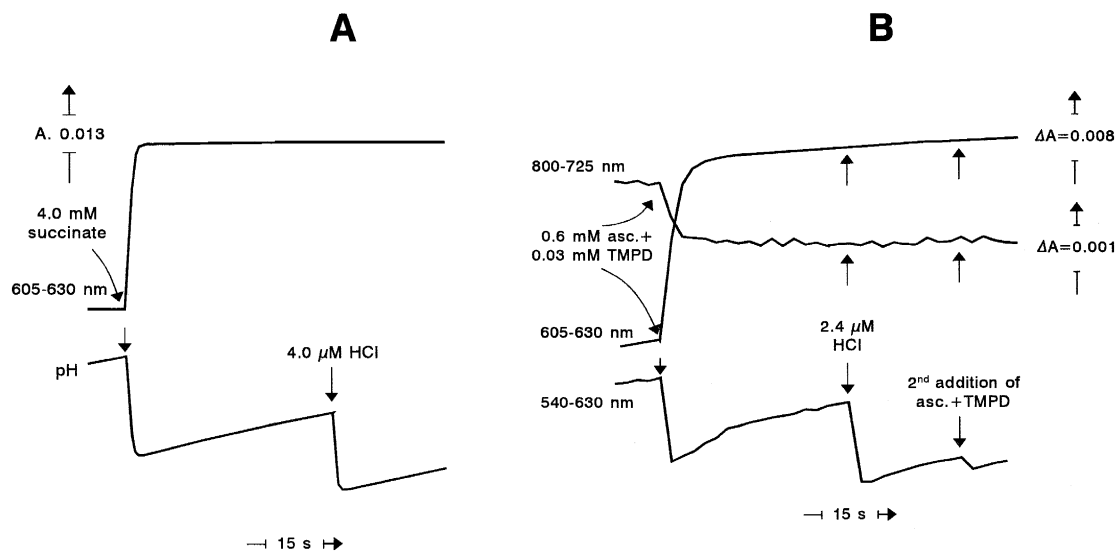 A
A. 0.013
4.0 mM
succinate
605-630 nm
pH
4.0 µM HCl
15 s
B
800-725 nm
ΔA=0.008
0.6 mM asc.+
0.03 mM TMPD
ΔA=0.001
605-630 nm
2.4 µM
HCl
540-630 nm
2nd addition of
asc.+TMPD
15 s